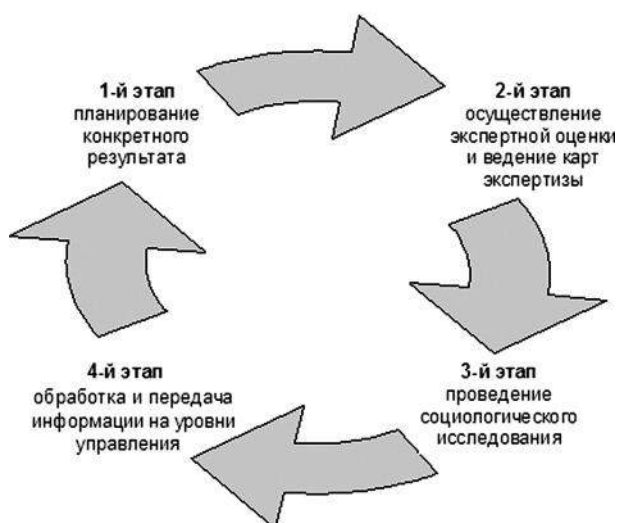 1-й этап
планирование
конкретного
результата
2-й этап
осуществление
экспертной оценки
и ведение карт
экспертизы
3-й этап
проведение
социологического
исследования
4-й этап
обработка и передача
информации на уровни
управления